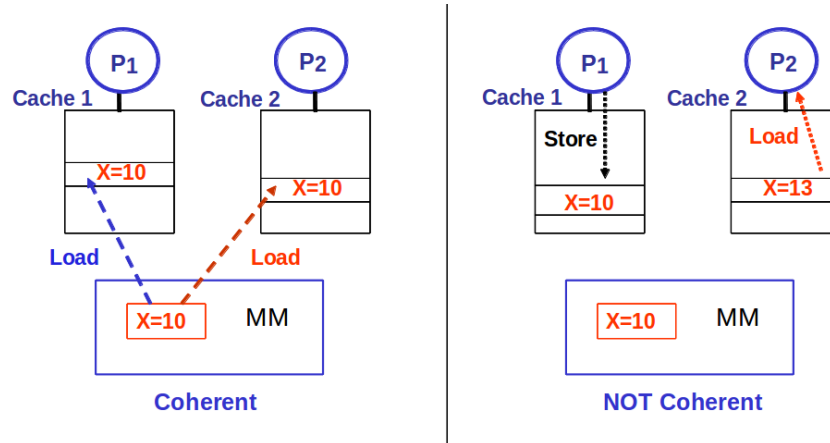 P1
P2
Cache 1
Cache 2
X=10
X=10
Load
Load
X=10
MM
Coherent
P1
P2
Cache 1
Cache 2
Store
Load
X=10
X=13
X=10
MM
NOT Coherent